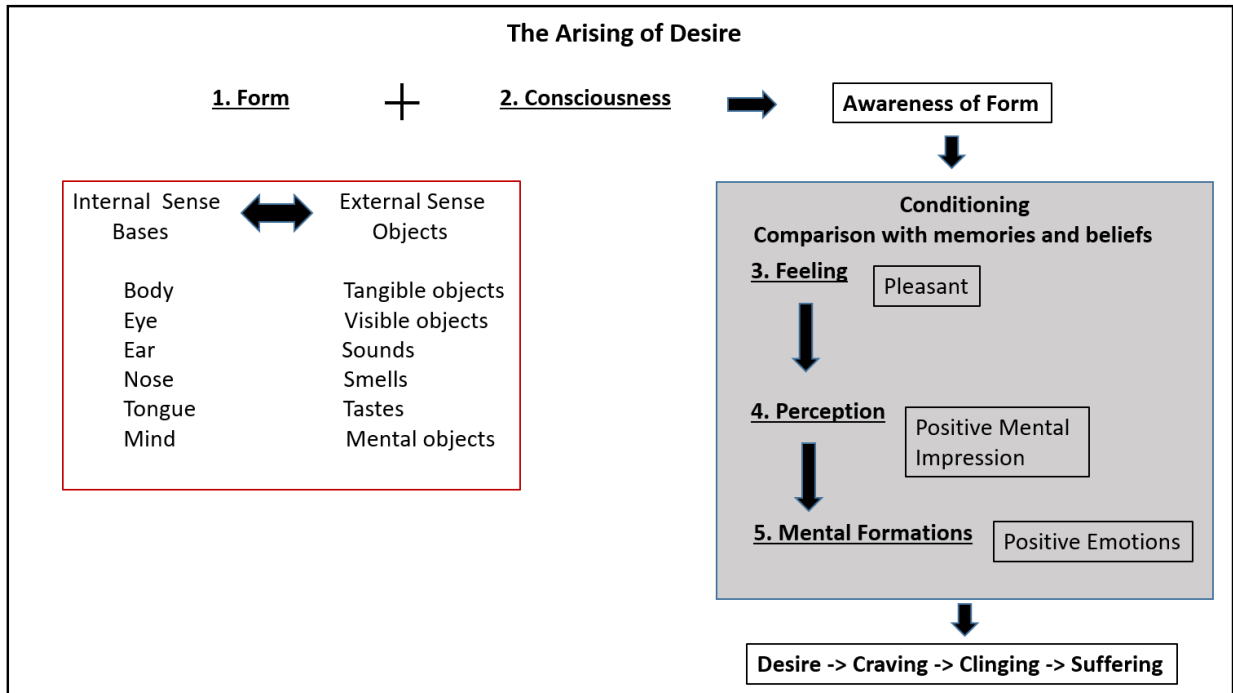 The Arising of Desire
1. Form + 2. Consciousness
Awareness of Form
Internal Sense
Bases
External Sense
Objects
Body Tangible objects
Eye Visible objects
Ear Sounds
Nose Smells
Tongue Tastes
Mind Mental objects
Conditioning
Comparison with memories and beliefs
3. Feeling
Pleasant
4. Perception
Positive Mental
Impression
5. Mental Formations
Positive Emotions
Desire -> Craving -> Clinging -> Suffering